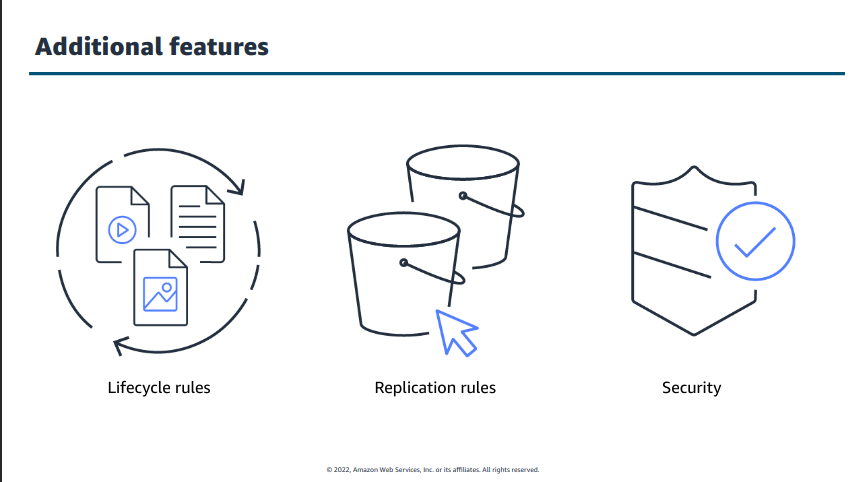 Additional features
Lifecycle rules
Replication rules
Security
© 2022, Amazon Web Services, Inc. or its affiliates. All rights reserved.